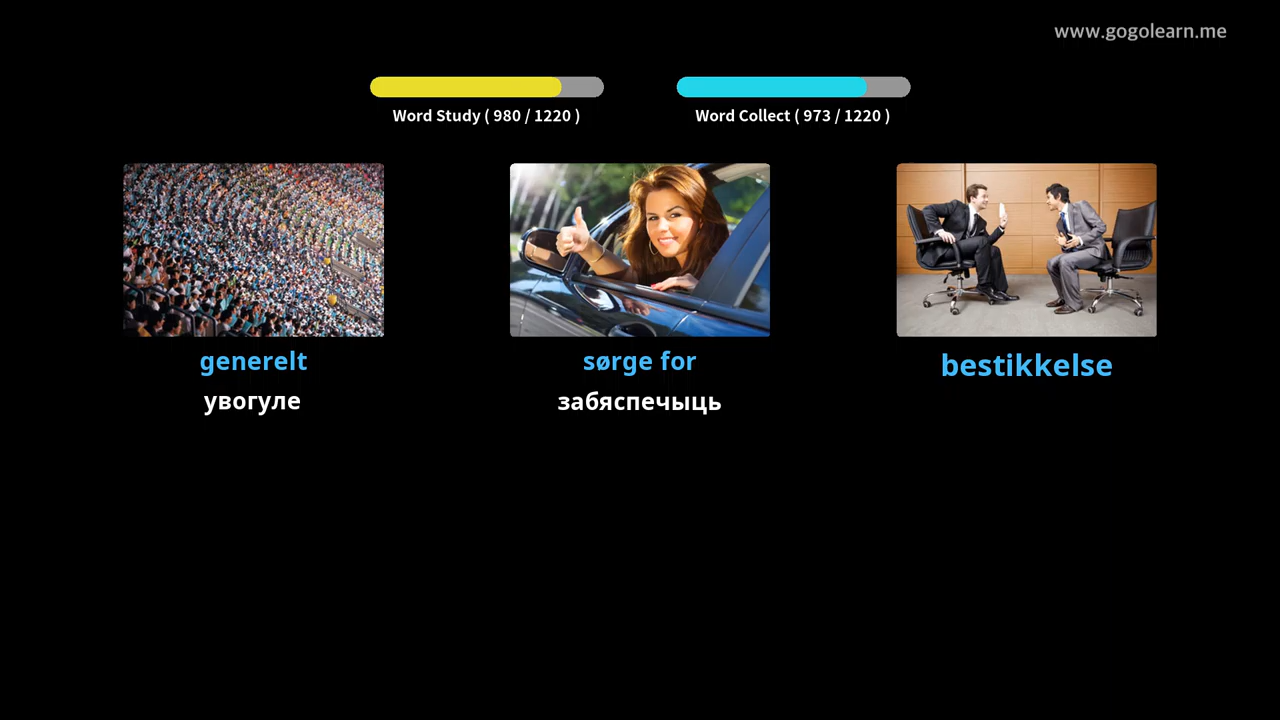 www.gogolearn.me
Word Study ( 980 / 1220 )
Word Collect ( 973 / 1220 )
generelt
увогуле
sørge for
забяспечыць
bestikkelse